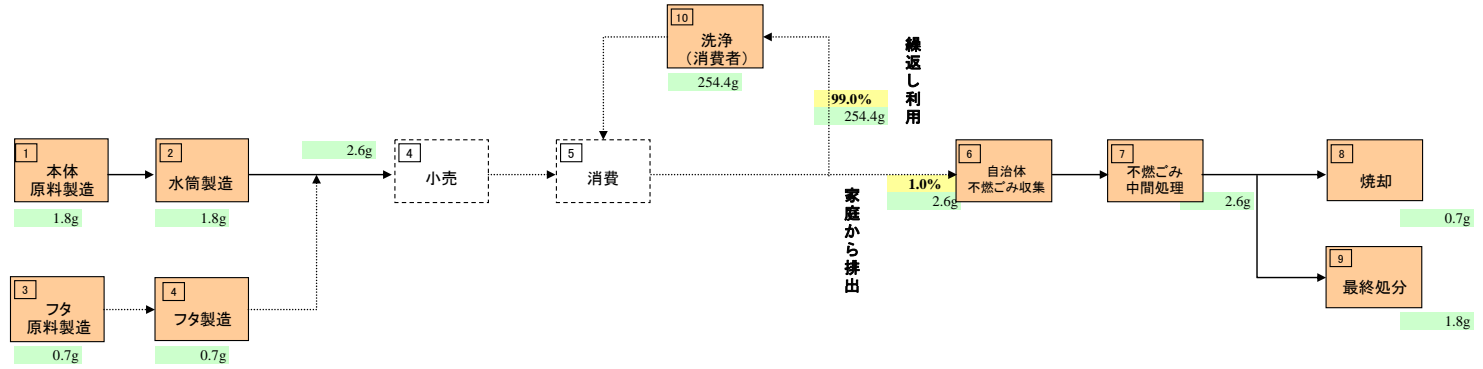 10
洗浄
（消費者）
254.4g
繰返し利用
99.0%
254.4g
1
本体
原料製造
1.8g
2
水筒製造
1.8g
2.6g
4
小売
5
消費
1.0%
2.6g
家庭から排出
6
自治体
不燃ごみ収集
7
不燃ごみ
中間処理
2.6g
8
焼却
0.7g
3
フタ
原料製造
0.7g
4
フタ製造
0.7g
9
最終処分
1.8g